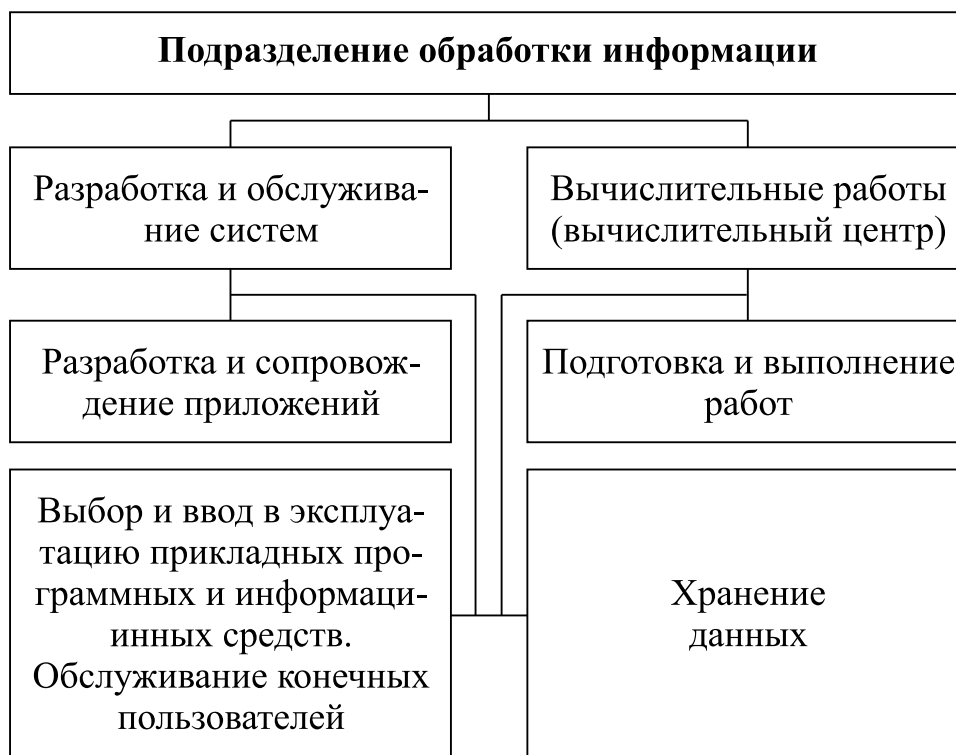 Подразделение обработки информации
Разработка и обслужива-
ние систем
Вычислительные работы
(вычислительный центр)
Разработка и сопровож-
дение приложений
Подготовка и выполнение
работ
Выбор и ввод в эксплуа-
тацию прикладных про-
граммных и информаци-
инных средств.
Обслуживание конечных
пользователей
Хранение
данных